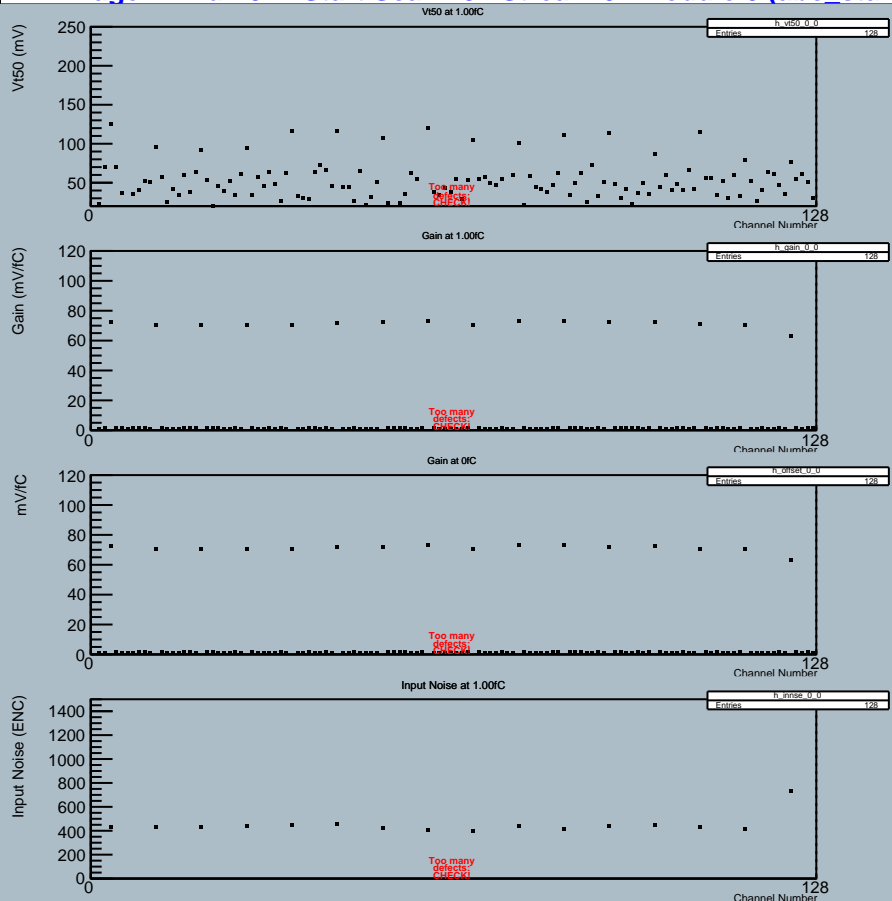 Vt50 at 1.00fC
h_vt50_0_0
Entries 128
Vt50 (mV)
250
200
150
100
50
Too many
defects:
CHECK!
0
128
Channel Number
Gain at 1.00fC
h_gain_0_0
Entries 128
Gain (mV/fC)
120
100
80
60
40
20
0
Too many
defects:
CHECK!
0
128
Channel Number
Gain at 0fC
h_offset_0_0
Entries 128
mV/fC
120
100
80
60
40
20
0
Too many
defects:
CHECK!
0
128
Channel Number
Input Noise at 1.00fC
h_innse_0_0
Entries 128
Input Noise (ENC)
1400
1200
1000
800
600
400
200
0
Too many
defects:
CHECK!
0
128
Channel Number